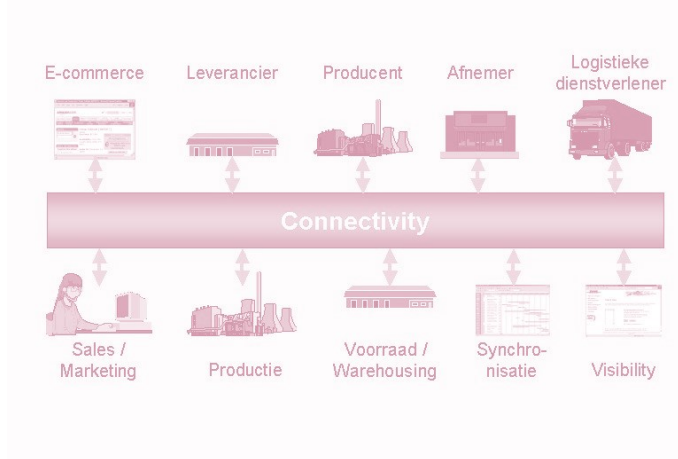 E-commerce
Leverancier
Producent
Afnemer
Logistieke
dienstverlener
Connectivity
Sales /
Marketing
Productie
Voorraad /
Warehousing
Synchro-
nisatie
Visibility